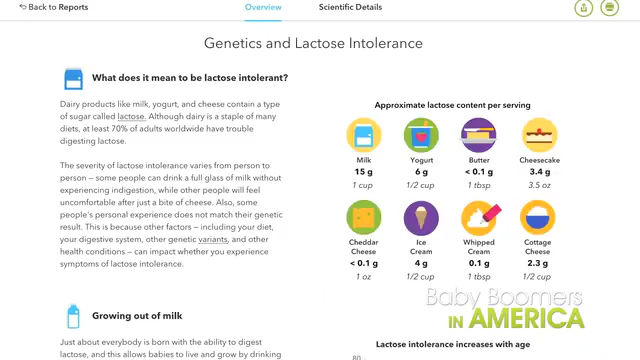 Back to Reports
Overview
Scientific Details
Genetics and Lactose Intolerance
What does it mean to be lactose intolerant?
Dairy products like milk, yogurt, and cheese contain a
type of sugar called lactose. Although dairy is a staple of many
diets, at least 70% of adults worldwide have trouble
digesting lactose.
The severity of lactose intolerance varies from person to
person — some people can drink a full glass of milk without
experiencing indigestion, while other people will feel
uncomfortable after just a bite of cheese. Also, some
people's personal experience does not match their genetic
result. This is because other factors — including your diet,
your digestive system, other genetic variants, and other
health conditions — can impact whether you experience
symptoms of lactose intolerance.
Growing out of milk
Just about everybody is born with the ability to digest
lactose, and this allows babies to live and grow by drinking
Approximate lactose content per serving
Milk
15 g
1 cup
Yogurt
6 g
1/2 cup
Butter
< 0.1 g
1 tbsp
Cheesecake
3.4 g
3.5 oz
Cheddar
Cheese
<0.1 g
1 oz
Ice
Cream
4 g
1/2 cup
Whipped
Cream
0.1 g
1 tbsp
Cottage
Cheese
2.3 g
1/2 cup
Baby Boomers
IN AMERICA
Lactose intolerance increases with age
80